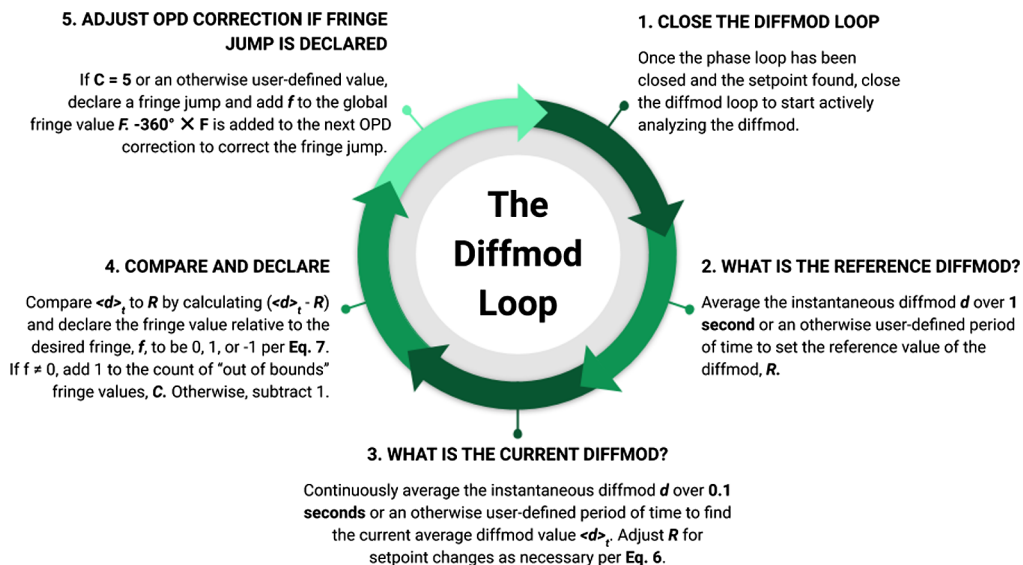 5. ADJUST OPD CORRECTION IF FRINGE
JUMP IS DECLARED
If C = 5 or an otherwise user-defined value,
declare a fringe jump and add f to the global
fringe value F. -360° X F is added to the next OPD
correction to correct the fringe jump.
1. CLOSE THE DIFFMOD LOOP
Once the phase loop has been
closed and the setpoint found, close
the diffmod loop to start actively
analyzing the diffmod.
The
Diffmod
Loop
2. WHAT IS THE REFERENCE DIFFMOD?
Average the instantaneous diffmod d over 1
second or an otherwise user-defined period
of time to set the reference value of the
diffmod, R.
4. COMPARE AND DECLARE
Compare <d>t to R by calculating (<d>t - R)
and declare the fringe value relative to the
desired fringe, f, to be 0, 1, or -1 per Eq. 7.
If f ≠ 0, add 1 to the count of “out of bounds”
fringe values, C. Otherwise, subtract 1.
3. WHAT IS THE CURRENT DIFFMOD?
Continuously average the instantaneous diffmod d over 0.1
seconds or an otherwise user-defined period of time to find
the current average diffmod value <d>t. Adjust R for
setpoint changes as necessary per Eq. 6.